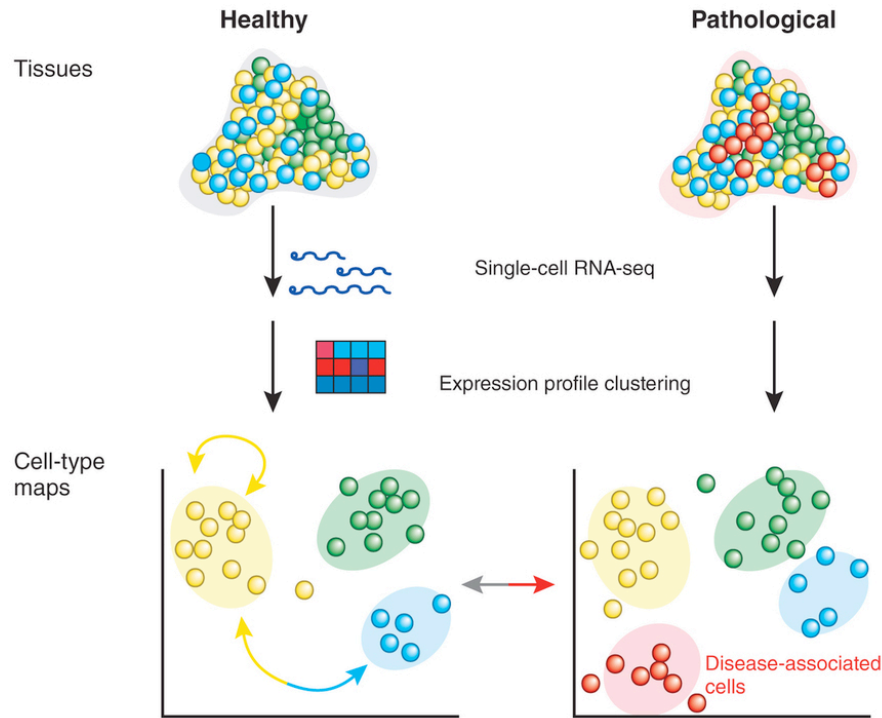 Healthy
Pathological
Tissues
Single-cell RNA-seq
Expression profile clustering
Cell-type
maps
Disease-associated
cells